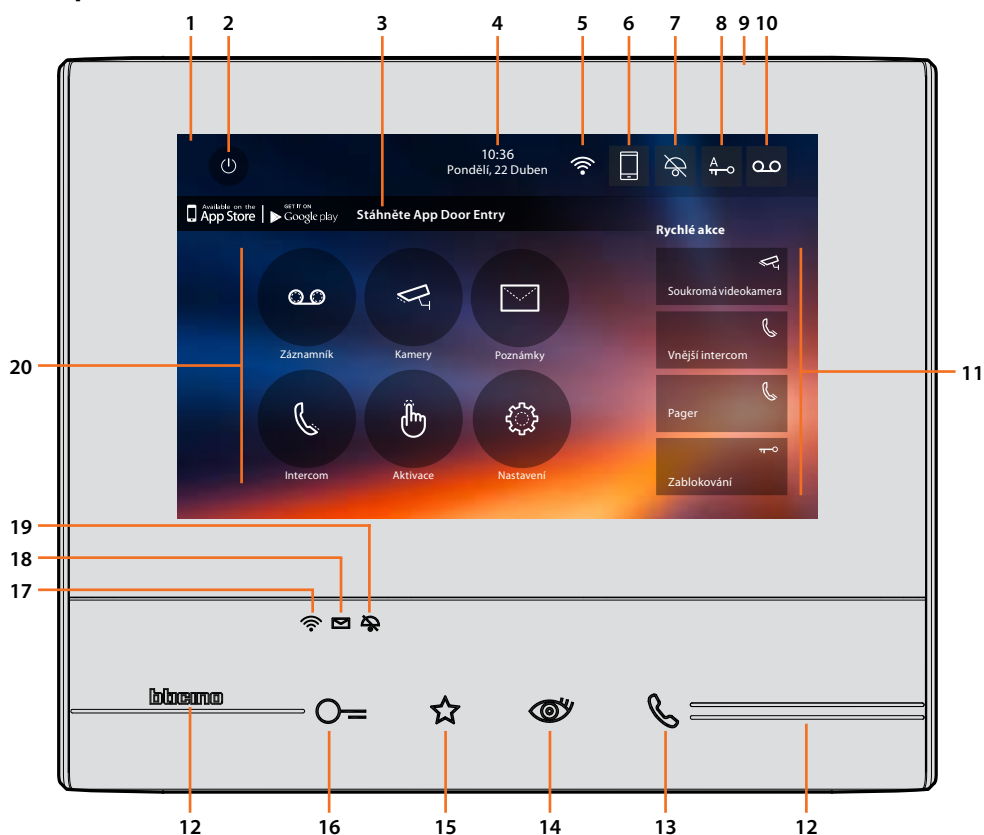 1 2 3 4 5 6 7 8 9 10
10:36
Pondělí, 22 Duben
A
Available on the
App Store
GET IT ON
Google play
Stáhněte App Door Entry
Rychlé akce
Soukromá videokamera
Záznamník
Kamery
Poznámky
Vnější intercom
20
11
Pager
Intercom
Aktivace
Nastavení
Zablokování
19
18
17
bticino
12 16 15 14 13 12